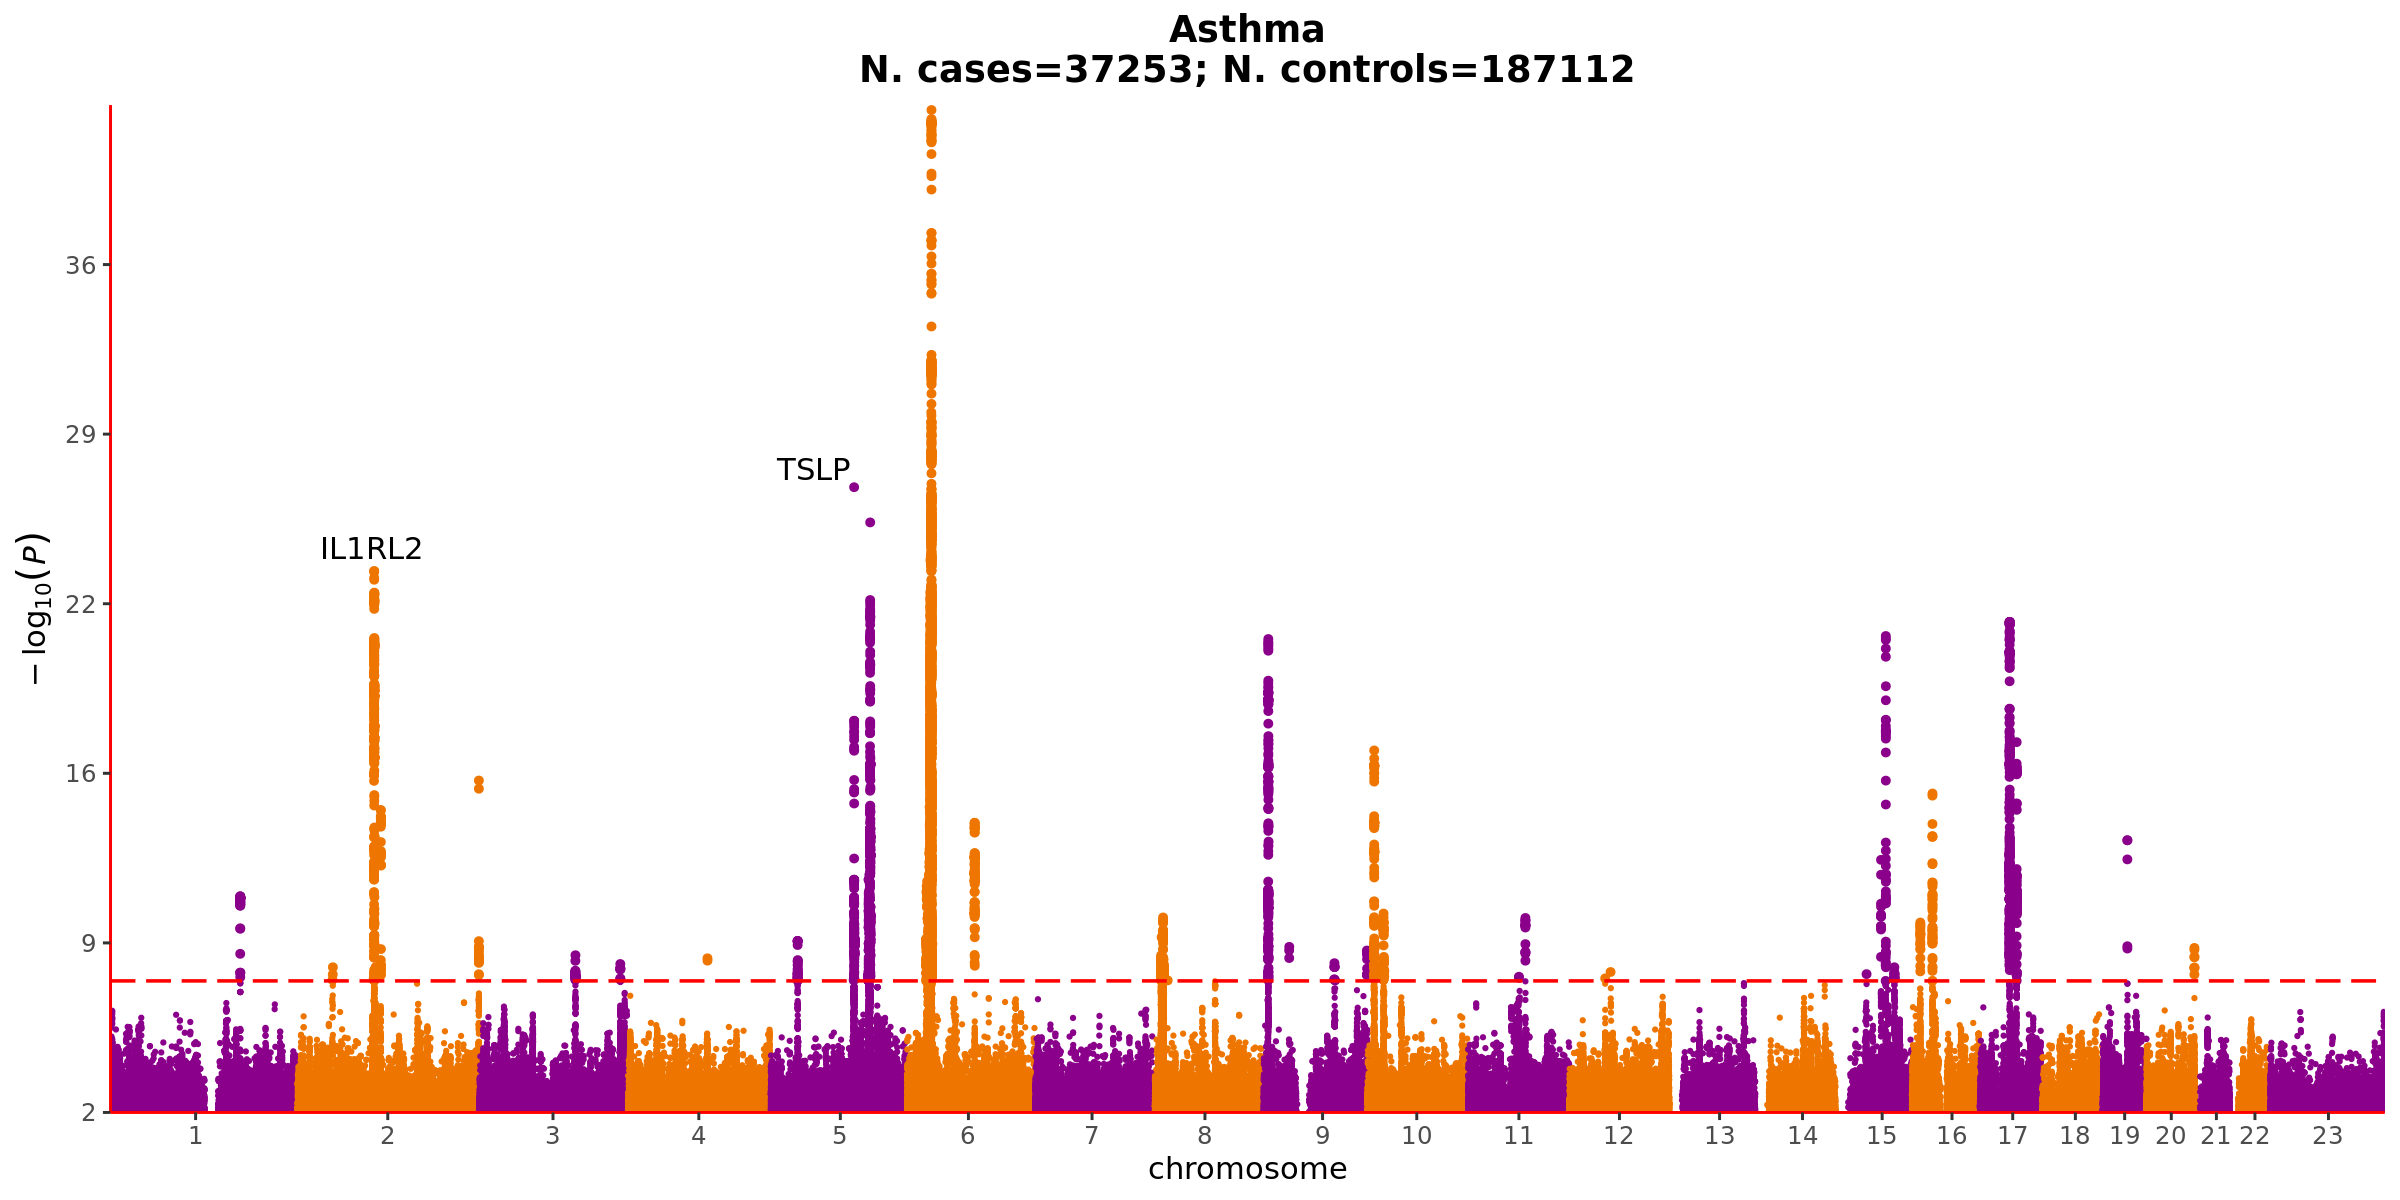 Asthma
N. cases=37253; N. controls=187112
36
29
TSLP
IL1RL2
−log10(P)
22
16
9
2
1 2 3 4 5 6 7 8 9 10 11 12 13 14 15 16 17 18 19 20 21 22 23
chromosome